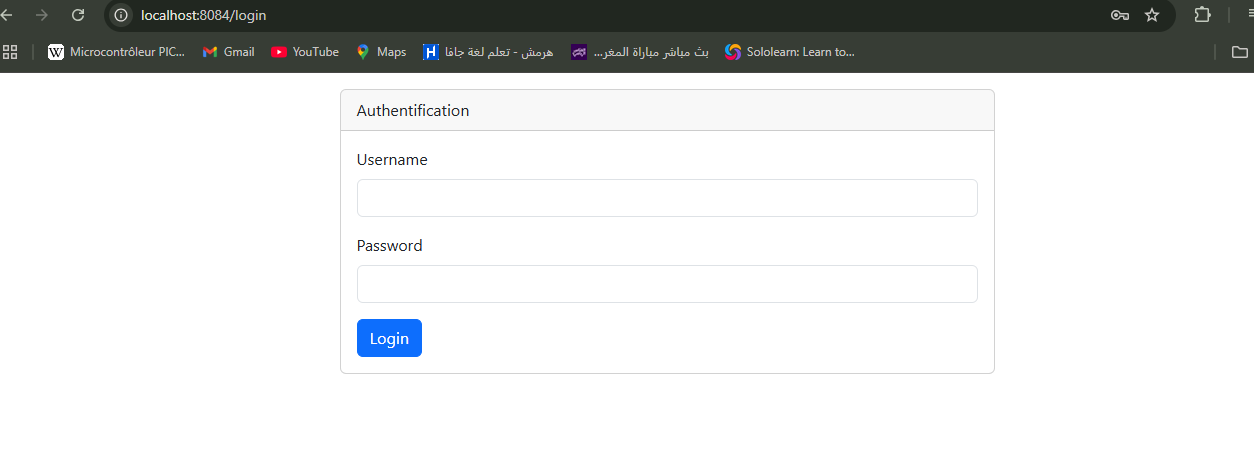 localhost:8084/login
Microcontrôleur PIC... Gmail YouTube Maps هرمش - تعلم لغة جافا بث مباشر مباراة المغر... Sololearn: Learn to...
Authentification
Username
Password
Login